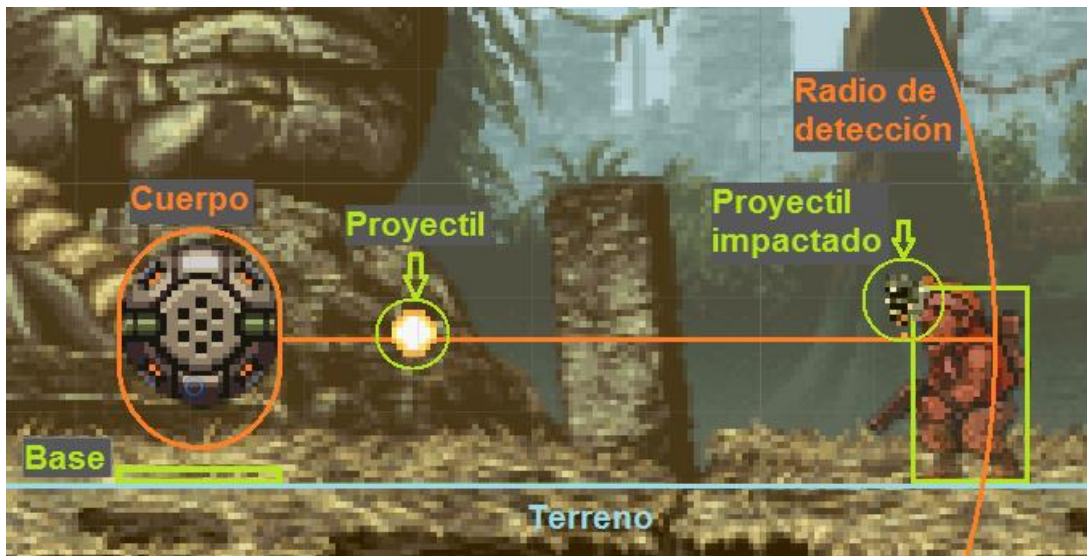 Radio de
detección
Cuerpo
Proyectil
Proyectil
impactado
Base
Terreno